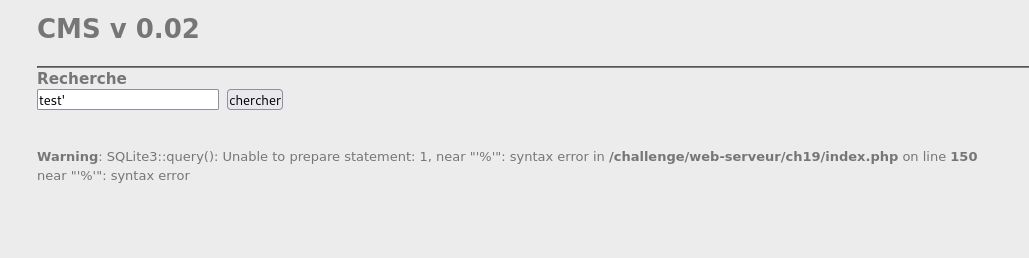 CMS v 0.02
Recherche
test' chercher
Warning: SQLite3::query(): Unable to prepare statement: 1, near "'%'": syntax error in /challenge/web-serveur/ch19/index.php on line 150
near "'%'": syntax error